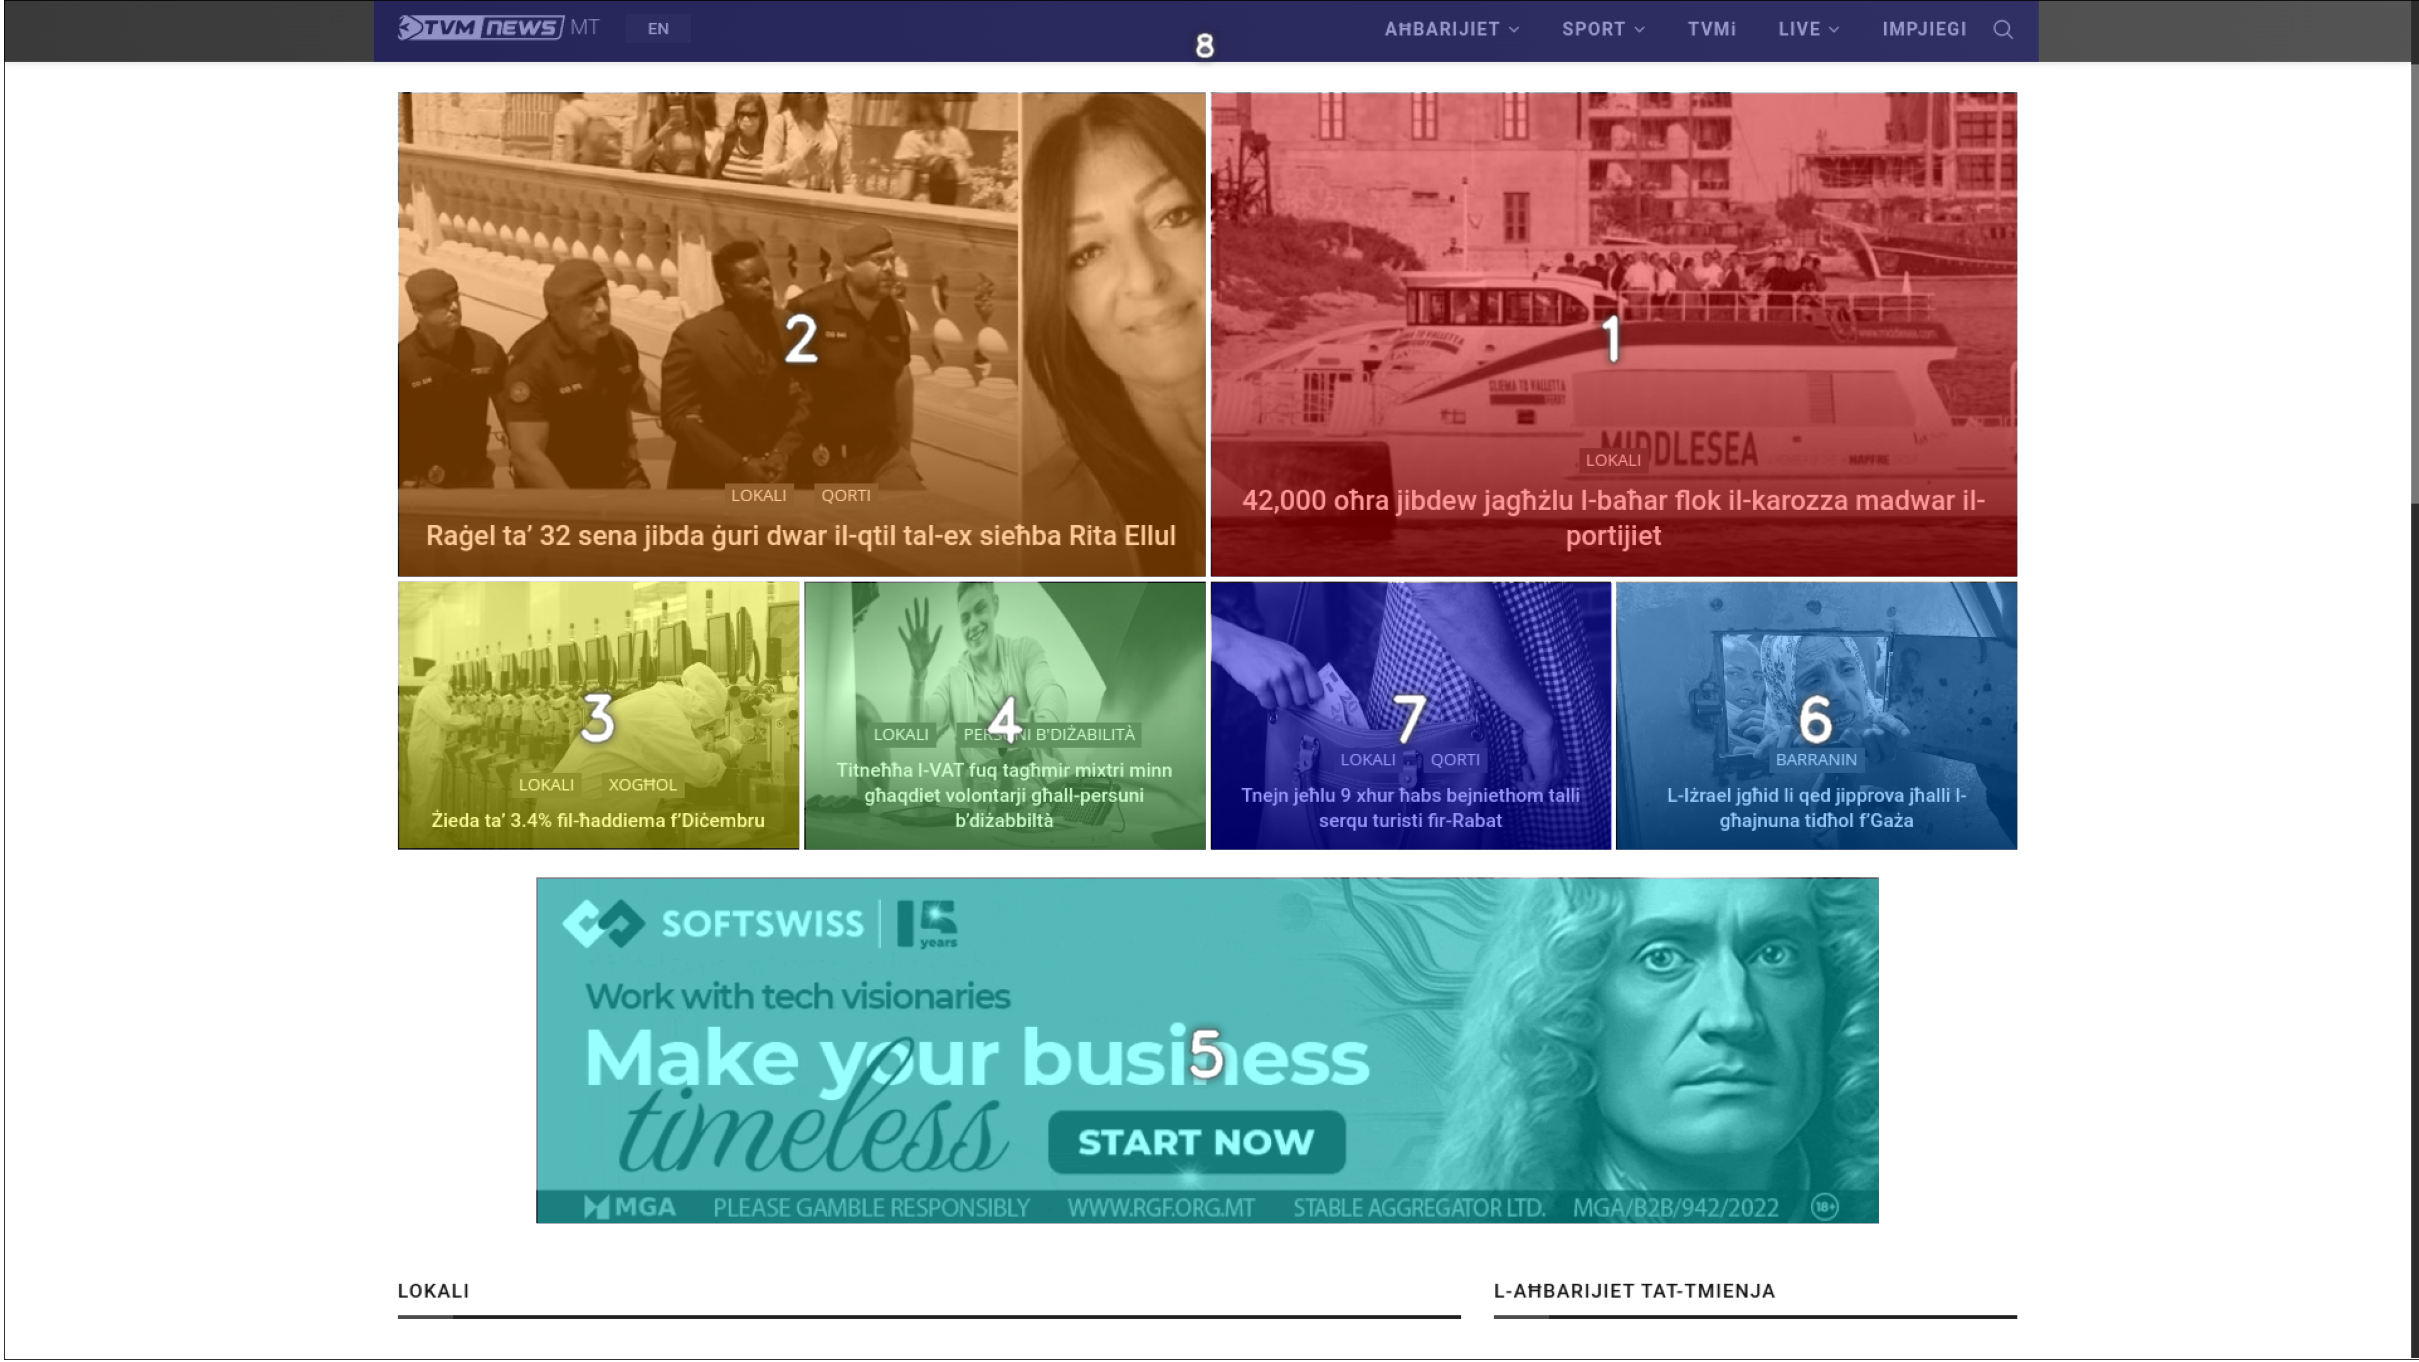 TVM NEWS MT
EN
AĦBARIJIET
SPORT
TVMi
LIVE
IMPJIEGI
8
2
LOKALI QORTI
Raġel ta’ 32 sena jibda ġuri dwar il-qtil tal-ex sieħba Rita Ellul
1
SLIEMA TO VALLETTA
MIDDLESEA
MAPFRE
LOKALI
42,000 oħra jibdew jagħżlu l-baħar flok il-karozza madwar il-
portijiet
3
LOKALI XOGĦOL
Żieda ta’ 3.4% fil-ħaddiema f’Diċembru
4
LOKALI PERSUNI B'DIŻABILITÀ
Titneħħa l-VAT fuq tagħmir mixtri minn
għaqdiet volontarji għall-persuni
b’diżabbiltà
7
LOKALI QORTI
Tnejn jeħlu 9 xhur ħabs bejniethom talli
serqu turisti fir-Rabat
6
BARRANIN
L-Iżrael jgħid li qed jipprova jħalli l-
għajnuna tidħol f’Gaża
SOFTSWISS 15 years
Work with tech visionaries
Make your business
5
timeless
START NOW
MGA PLEASE GAMBLE RESPONSIBLY WWW.RGF.ORG.MT STABLE AGGREGATOR LTD. MGA/B2B/942/2022 18+
LOKALI
L-AĦBARIJIET TAT-TMIENJA